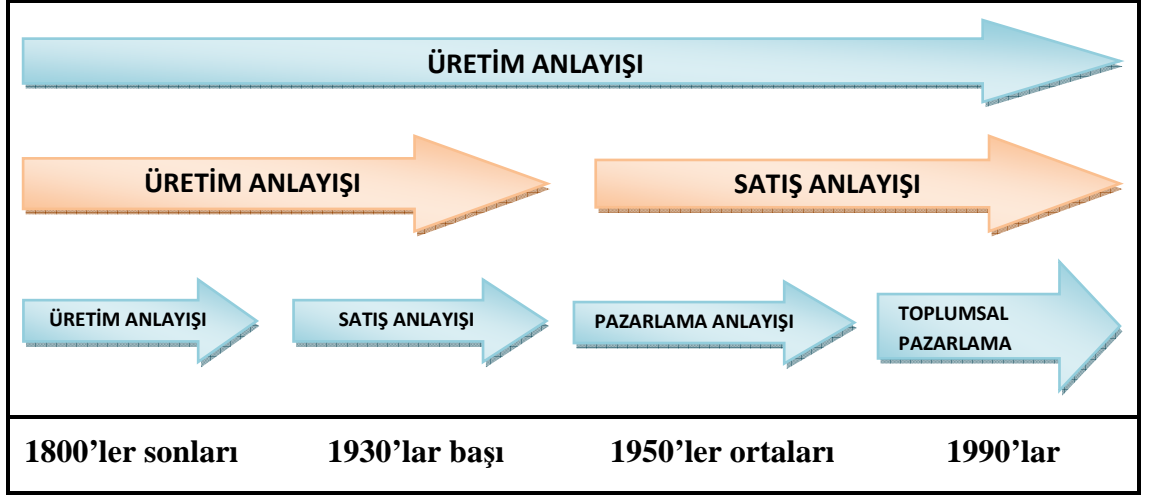 ÜRETİM ANLAYIŞI
ÜRETİM ANLAYIŞI
SATIŞ ANLAYIŞI
ÜRETİM ANLAYIŞI
SATIŞ ANLAYIŞI
PAZARLAMA ANLAYIŞI
TOPLUMSAL
PAZARLAMA
1800’ler sonları
1930’lar başı
1950’ler ortaları
1990’lar